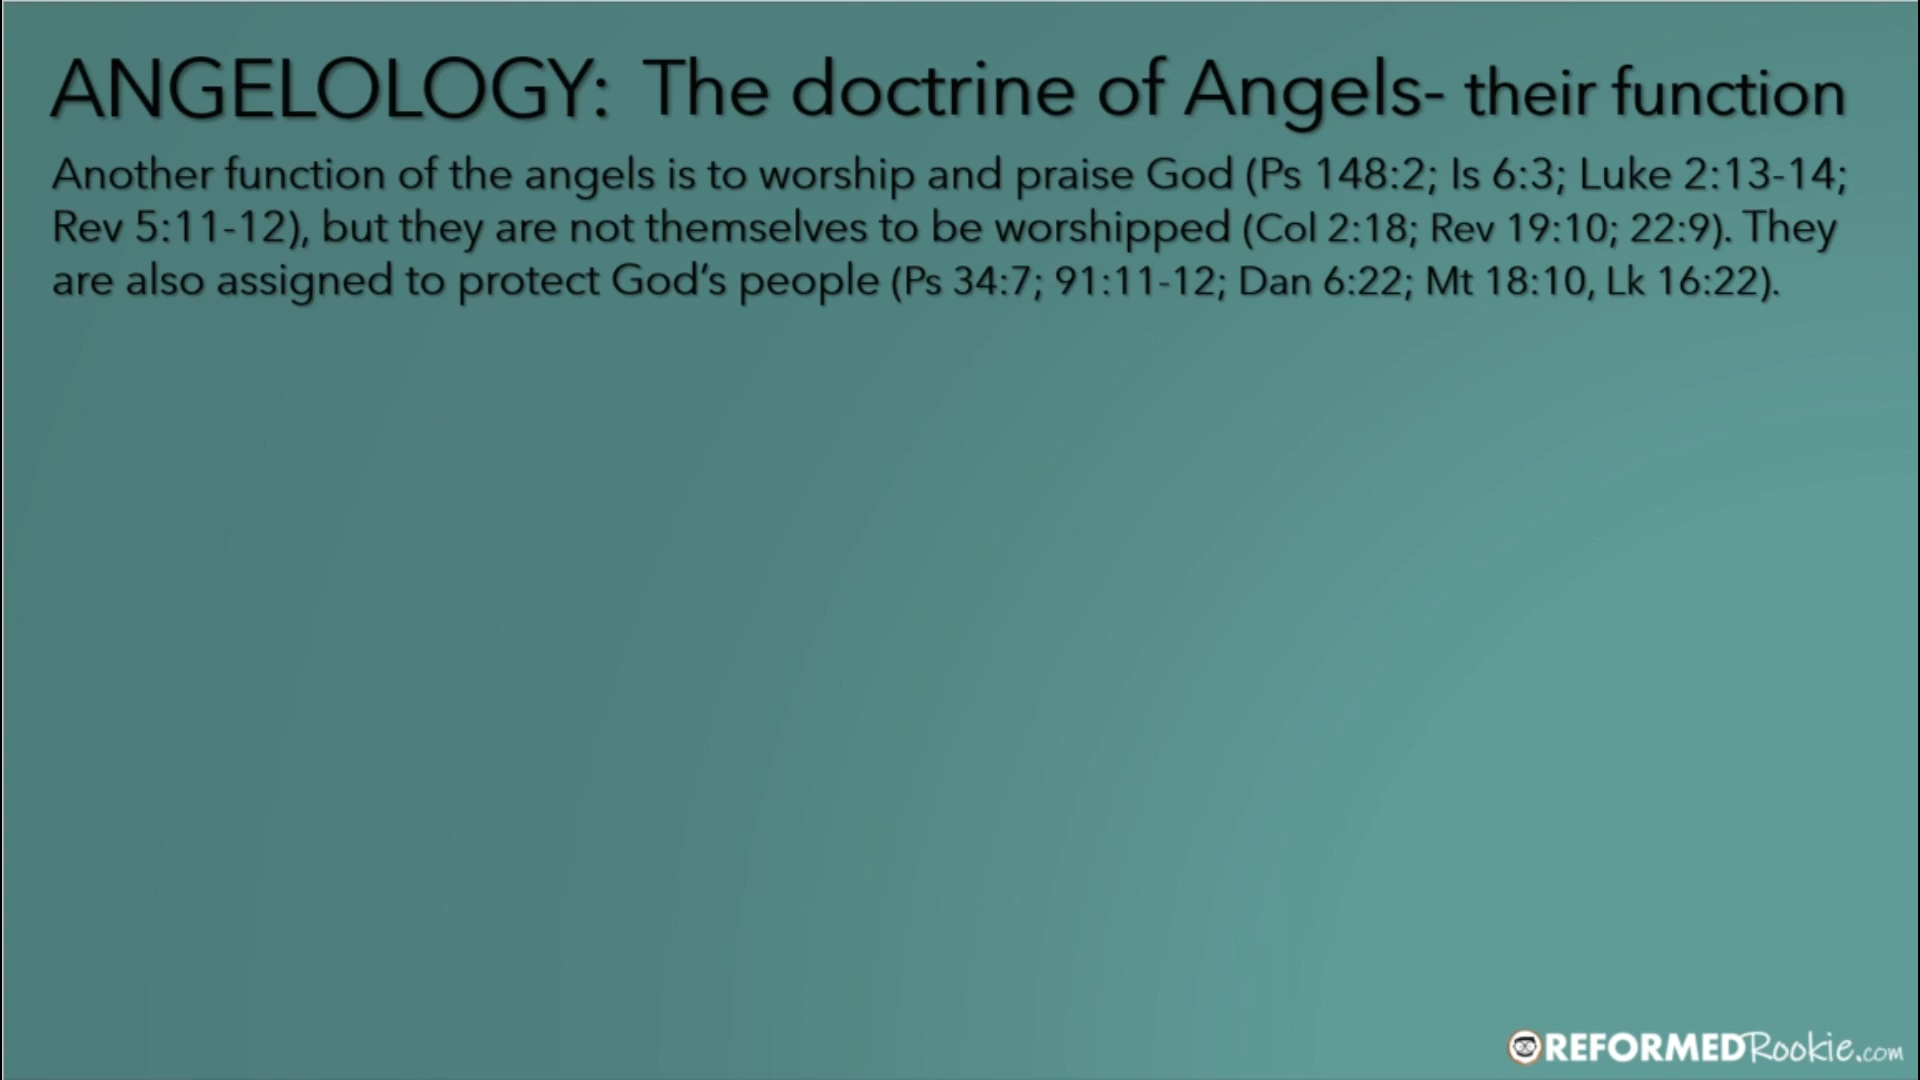 ANGELOLOGY: The doctrine of Angels- their function
Another function of the angels is to worship and praise God (Ps 148:2; Is 6:3; Luke 2:13-14;
Rev 5:11-12), but they are not themselves to be worshipped (Col 2:18; Rev 19:10; 22:9). They
are also assigned to protect God’s people (Ps 34:7; 91:11-12; Dan 6:22; Mt 18:10, Lk 16:22).
REFORMEDRookie.com